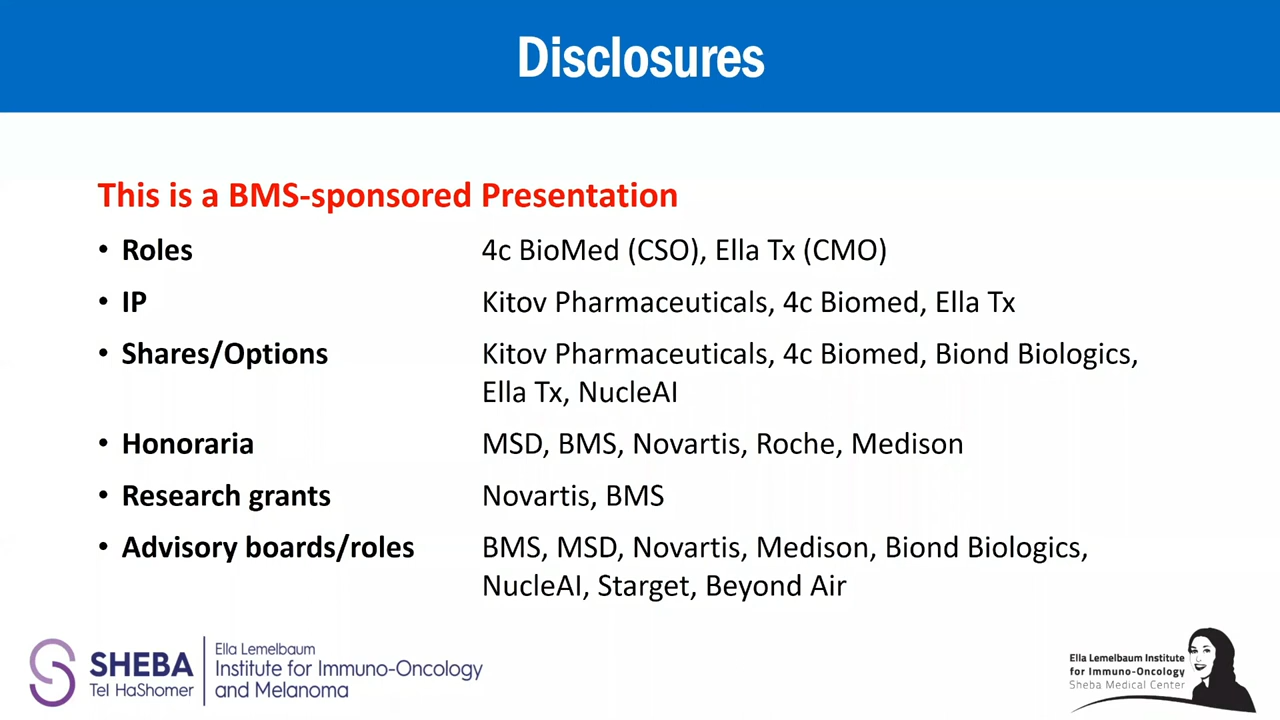 Disclosures
This is a BMS-sponsored Presentation
• Roles 4c BioMed (CSO), Ella Tx (CMO)
• IP Kitov Pharmaceuticals, 4c Biomed, Ella Tx
• Shares/Options Kitov Pharmaceuticals, 4c Biomed, Biond Biologics,
Ella Tx, NucleAI
• Honoraria MSD, BMS, Novartis, Roche, Medison
• Research grants Novartis, BMS
• Advisory boards/roles BMS, MSD, Novartis, Medison, Biond Biologics,
NucleAI, Starget, Beyond Air
SHEBA
Tel HaShomer
Ella Lemelbaum
Institute for Immuno-Oncology
and Melanoma
Ella Lemelbaum Institute
for Immuno-Oncology
Sheba Medical Center